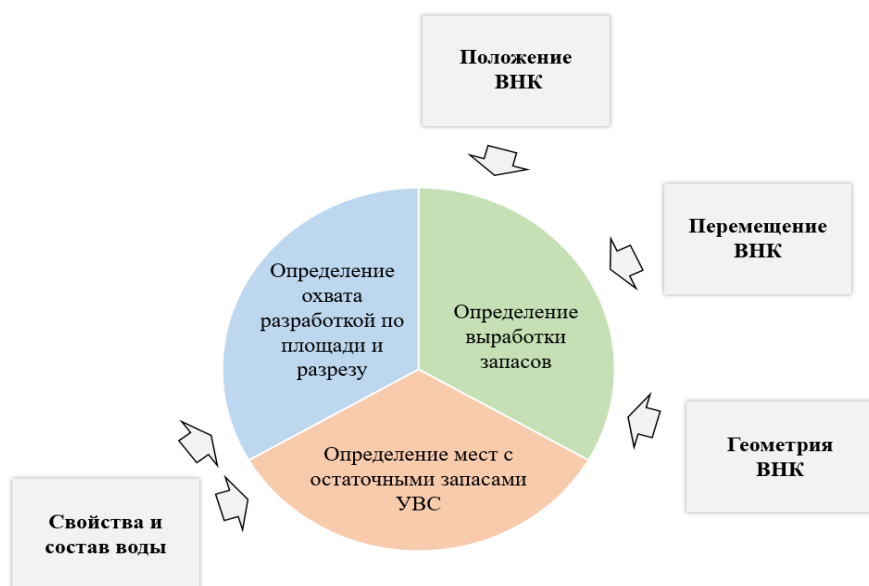 Положение
ВНК
Перемещение
ВНК
Определение
охвата
разработкой по
площади и
разрезу
Определение
выработки
запасов
Геометрия
ВНК
Определение мест с
остаточными запасами
УВС
Свойства и
состав воды